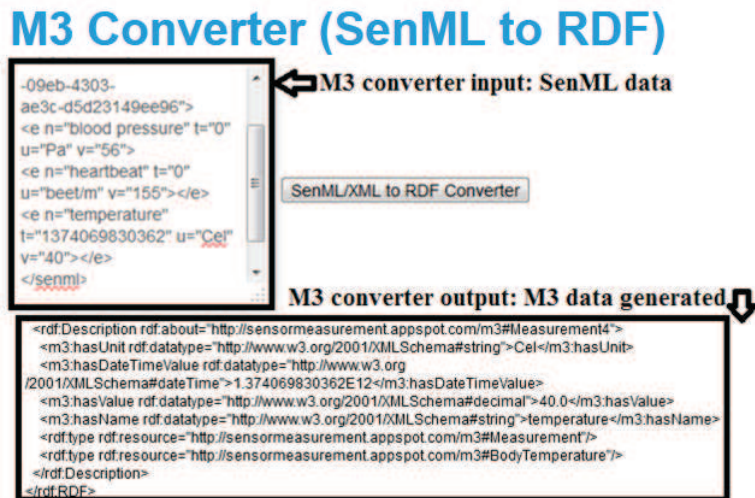 M3 Converter (SenML to RDF)
-09eb-4303-
ae3c-d5d23149ee96">
<e n="blood pressure" t="0"
u="Pa" v="56">
<e n="heartbeat" t="0"
u="beet/m" v="155"></e>
<e n="temperature"
t="1374069830362" u="Cel"
v="40"></e>
</senml>
M3 converter input: SenML data
SenML/XML to RDF Converter
M3 converter output: M3 data generated
<rdf:Description rdf:about="http://sensormeasurement.appspot.com/m3#Measurement4">
<m3:hasUnit rdf:datatype="http://www.w3.org/2001/XMLSchema#string">Cel</m3:hasUnit>
<m3:hasDateTimeValue rdf:datatype="http://www.w3.org
/2001/XMLSchema#dateTime">1.374069830362E12</m3:hasDateTimeValue>
<m3:hasValue rdf:datatype="http://www.w3.org/2001/XMLSchema#decimal">40.0</m3:hasValue>
<m3:hasName rdf:datatype="http://www.w3.org/2001/XMLSchema#string">temperature</m3:hasName>
<rdf:type rdf:resource="http://sensormeasurement.appspot.com/m3#Measurement"/>
<rdf:type rdf:resource="http://sensormeasurement.appspot.com/m3#BodyTemperature"/>
</rdf:Description>
</rdf:RDF>